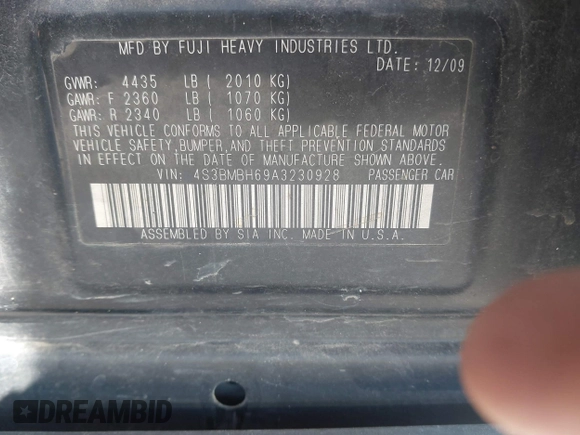 MFD BY FUJI HEAVY INDUSTRIES LTD.
DATE: 12/09
GVWR: 4435 LB ( 2010 KG)
GAWR: F 2360 LB ( 1070 KG)
GAWR: R 2340 LB ( 1060 KG)
THIS VEHICLE CONFORMS TO ALL APPLICABLE FEDERAL MOTOR
VEHICLE SAFETY,BUMPER,AND THEFT PREVENTION STANDARDS
IN EFFECT ON THE DATE OF MANUFACTURE SHOWN ABOVE.
VIN: 4S3BMBH69A3230928 PASSENGER CAR
ASSEMBLED BY SIA INC. MADE IN U.S.A.
DREAMBID